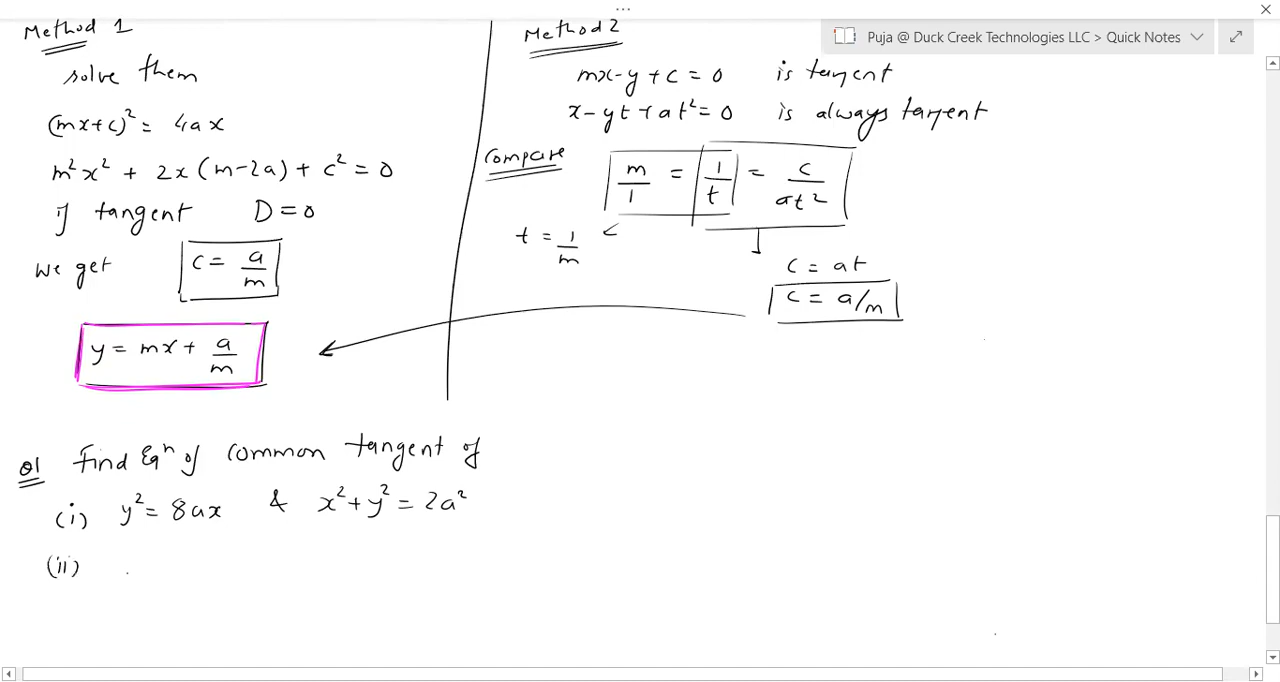 Puja @ Duck Creek Technologies LLC > Quick Notes
Method 1
solve them
(mx+c)² = 4ax
m²x² + 2x(m-2a) + c² = 0
if tangent D = 0
We get c = a/m
y = mx + a/m
Method 2
mx-y+c = 0 is tangent
x-yt+at² = 0 is always tangent
Compare m/1 = 1/t = c/at²
t = 1/m
c = at
c = a/m
Q1 Find Eqⁿ of common tangent of
(i) y² = 8ax & x²+y² = 2a²
(ii)